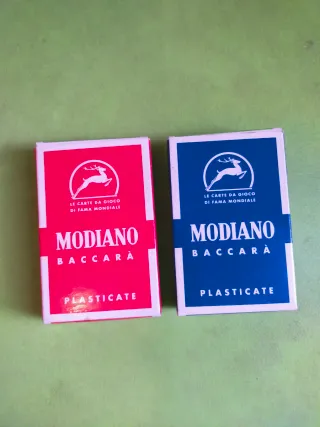 LE CARTE DA GIOCO
DI FAMA MONDIALE
MODIANO
BACCARÀ
PLASTICATE
LE CARTE DA GIOCO
DI FAMA MONDIALE
MODIANO
BACCARÀ
PLASTICATE